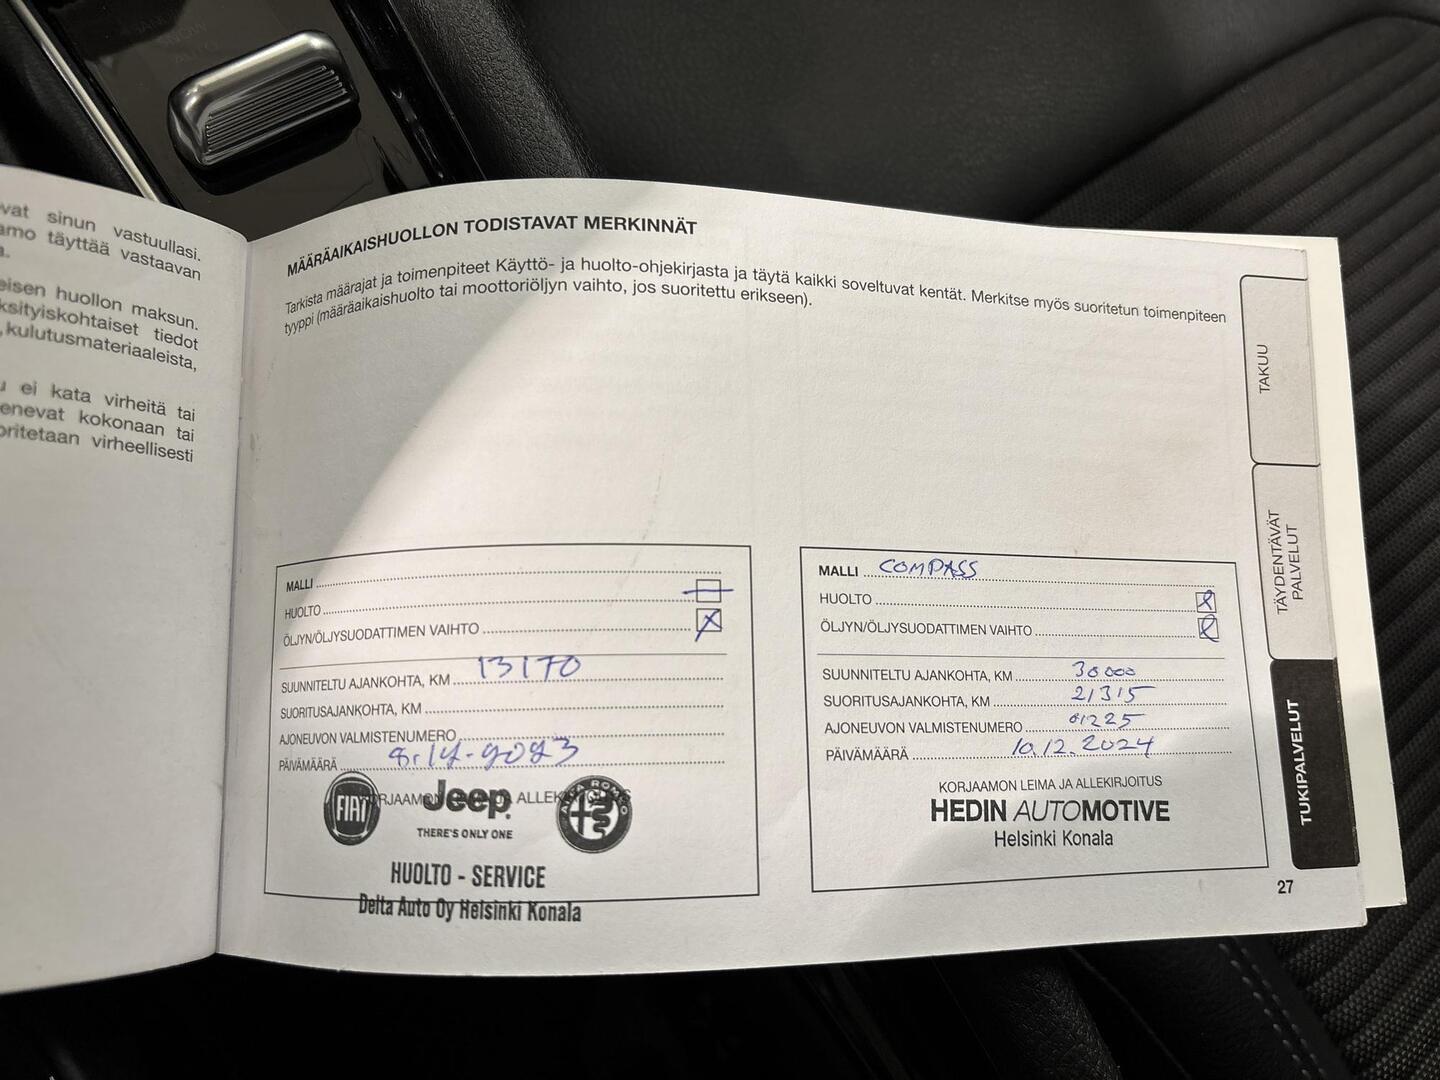 vat sinun vastuullasi.
amo täyttää vastaavan
eisen huollon maksun.
ksityiskohtaiset tiedot
, kulutusmateriaaleista,
ei kata virheitä tai
enevat kokonaan tai
oritetaan virheellisesti
MÄÄRÄAIKAISHUOLLON TODISTAVAT MERKINNÄT
Tarkista määrajat ja toimenpiteet Käyttö- ja huolto-ohjekirjasta ja täytä kaikki soveltuvat kentät. Merkitse myös suoritetun toimenpiteen
tyyppi (määräaikaishuolto tai moottoriöljyn vaihto, jos suoritettu erikseen).
MALLI
HUOLTO
ÖLJYN/ÖLJYSUODATTIMEN VAIHTO X
SUUNNITELTU AJANKOHTA, KM 13170
SUORITUSAJANKOHTA, KM
AJONEUVON VALMISTENUMERO
PÄIVÄMÄÄRÄ
FIAT Jeep ALFA ROMEO
THERE'S ONLY ONE
HUOLTO - SERVICE
Delta Auto Oy Helsinki Konala
MALLI COMPASS
HUOLTO
ÖLJYN/ÖLJYSUODATTIMEN VAIHTO
SUUNNITELTU AJANKOHTA, KM 30000
SUORITUSAJANKOHTA, KM 21315
AJONEUVON VALMISTENUMERO 01225
PÄIVÄMÄÄRÄ 10.12.2024
KORJAAMON LEIMA JA ALLEKIRJOITUS
HEDIN AUTOMOTIVE
Helsinki Konala
27
TAKUU
TÄYDENTÄVÄT
PALVELUT
TUKIPALVELUT